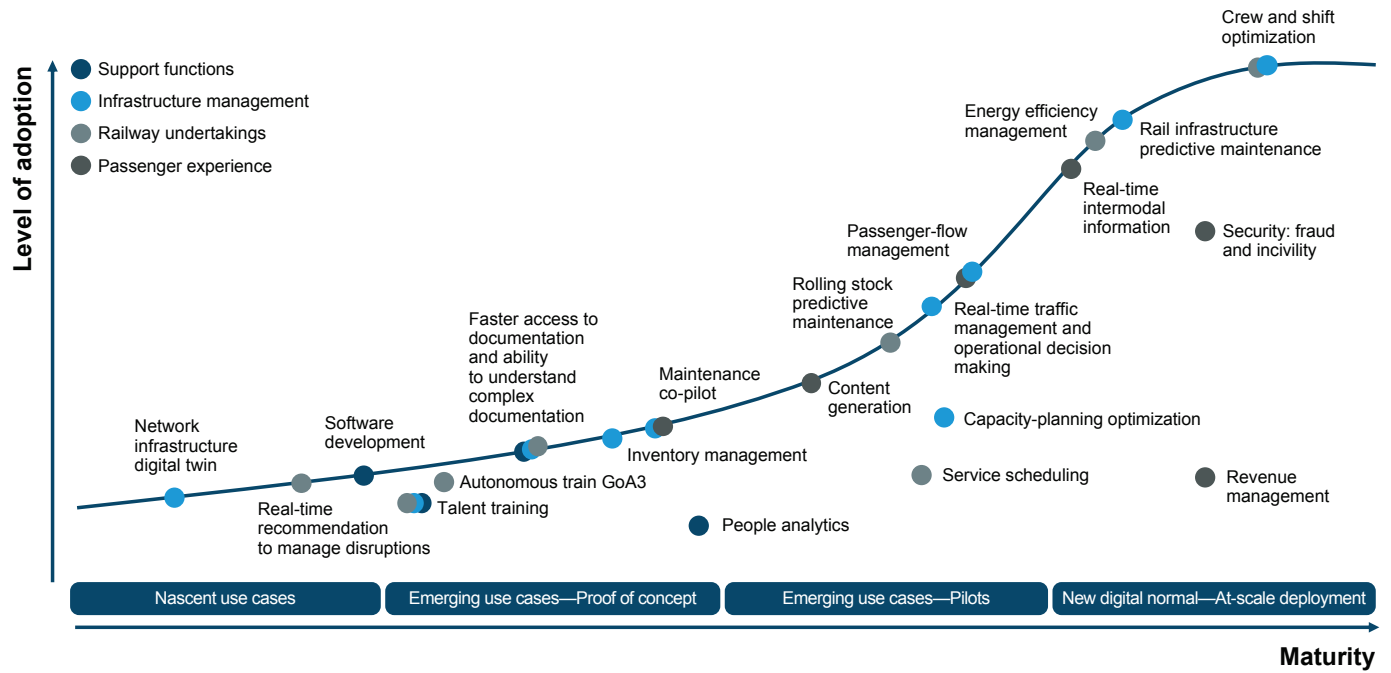 Level of adoption
Support functions
Infrastructure management
Railway undertakings
Passenger experience
Network
infrastructure
digital twin
Real-time
recommendation
to manage disruptions
Software
development
Talent training
Autonomous train GoA3
Faster access to
documentation
and ability
to understand
complex
documentation
Inventory management
Maintenance
co-pilot
People analytics
Content
generation
Rolling stock
predictive
maintenance
Real-time traffic
management and
operational decision
making
Passenger-flow
management
Capacity-planning optimization
Service scheduling
Real-time
intermodal
information
Energy efficiency
management
Rail infrastructure
predictive maintenance
Crew and shift
optimization
Security: fraud
and incivility
Revenue
management
Nascent use cases
Emerging use cases—Proof of concept
Emerging use cases—Pilots
New digital normal—At-scale deployment
Maturity